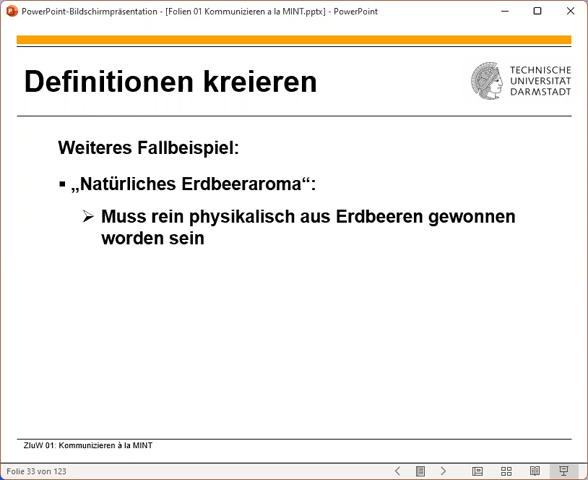 PowerPoint-Bildschirmpräsentation - [Folien 01 Kommunizieren a la MINT.pptx] - PowerPoint
Definitionen kreieren
TECHNISCHE
UNIVERSITÄT
DARMSTADT
Weiteres Fallbeispiel:
▪ „Natürliches Erdbeeraroma“:
➢ Muss rein physikalisch aus Erdbeeren gewonnen
worden sein
ZIuW 01: Kommunizieren à la MINT
Folie 33 von 123